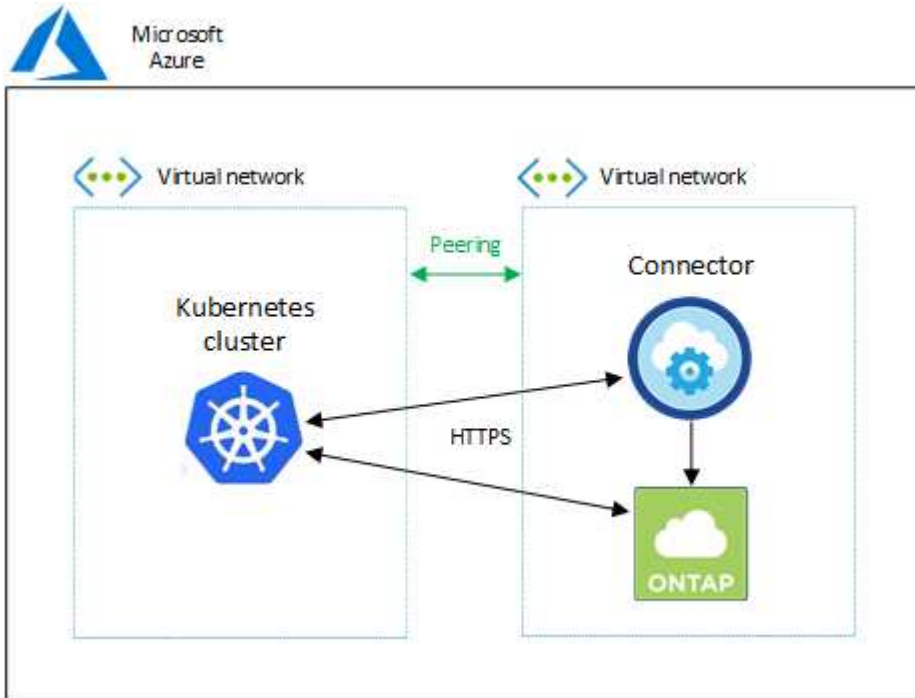 Microsoft
Azure
Virtual network
Virtual network
Peering
Connector
Kubernetes
cluster
HTTPS
ONTAP